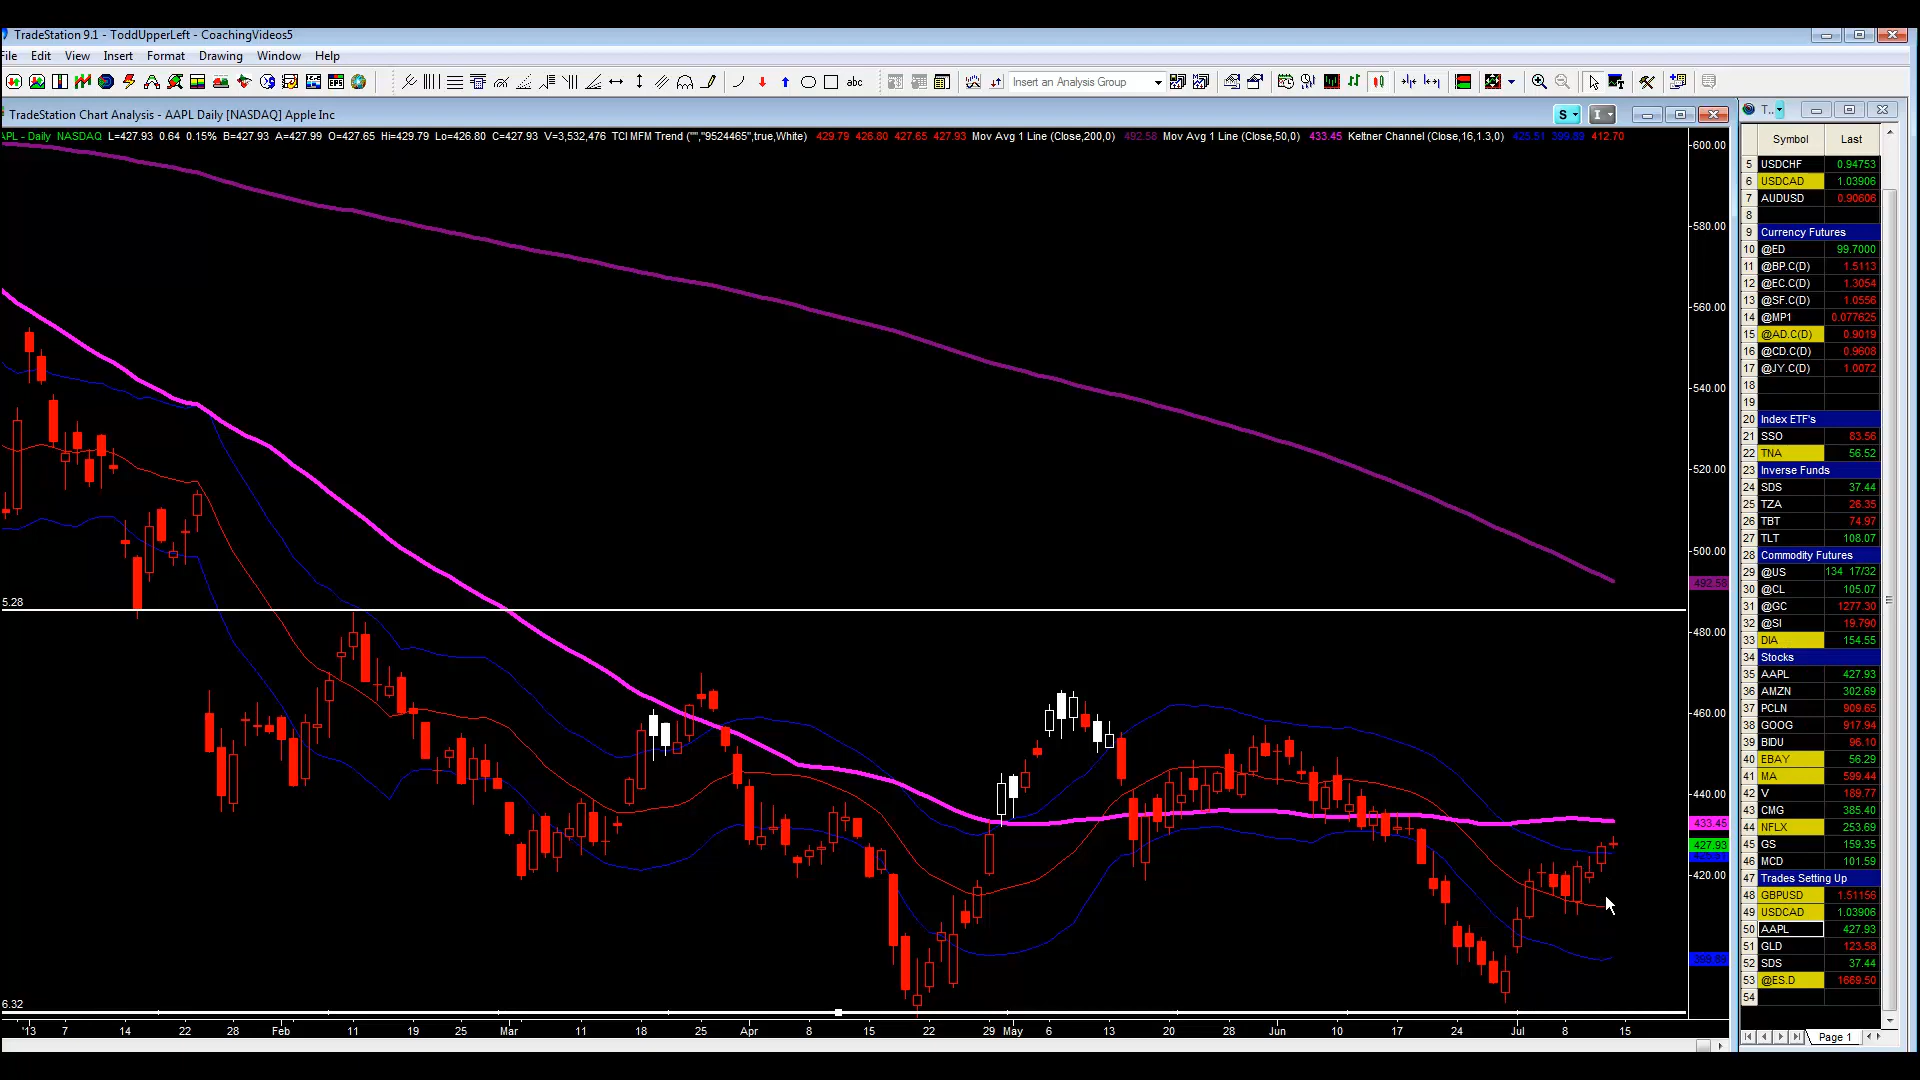 TradeStation 9.1 - ToddUpperLeft - CoachingVideos5
File Edit View Insert Format Drawing Window Help
abc Insert an Analysis Group
TradeStation Chart Analysis - AAPL Daily [NASDAQ] Apple Inc
S I T..
APL - Daily NASDAQ L=427.93 0.64 0.15% B=427.93 A=427.99 O=427.65 Hi=429.79 Lo=426.80 C=427.93 V=3,532,476 TCI MFM Trend ("","9524465",true,White) 429.79 426.80 427.65 427.93 Mov Avg 1 Line (Close,200,0) 492.58 Mov Avg 1 Line (Close,50,0) 433.45 Keltner Channel (Close,16,1.3,0) 425.51 399.89 412.70
600.00
580.00
560.00
540.00
520.00
500.00
492.58
5.28
480.00
460.00
440.00
433.45
427.93
420.00
399.89
6.32
'13 7 14 22 28 Feb 11 19 25 Mar 11 18 25 Apr 8 15 22 29 May 6 13 20 28 Jun 10 17 24 Jul 8 15
Symbol Last
5 USDCHF 0.94753
6 USDCAD 1.03906
7 AUDUSD 0.90606
8
9 Currency Futures
10 @ED 99.7000
11 @BP.C(D) 1.5113
12 @EC.C(D) 1.3054
13 @SF.C(D) 1.0556
14 @MP1 0.077625
15 @AD.C(D) 0.9019
16 @CD.C(D) 0.9608
17 @JY.C(D) 1.0072
18
19
20 Index ETF's
21 SSO 83.56
22 TNA 56.52
23 Inverse Funds
24 SDS 37.44
25 TZA 26.35
26 TBT 74.97
27 TLT 108.07
28 Commodity Futures
29 @US 134 17/32
30 @CL 105.07
31 @GC 1277.30
32 @SI 19.790
33 DIA 154.55
34 Stocks
35 AAPL 427.93
36 AMZN 302.69
37 PCLN 909.65
38 GOOG 917.94
39 BIDU 96.10
40 EBAY 56.29
41 MA 599.44
42 V 189.77
43 CMG 385.40
44 NFLX 253.69
45 GS 159.35
46 MCD 101.59
47 Trades Setting Up
48 GBPUSD 1.51156
49 USDCAD 1.03906
50 AAPL 427.93
51 GLD 123.58
52 SDS 37.44
53 @ES.D 1669.50
54
Page 1